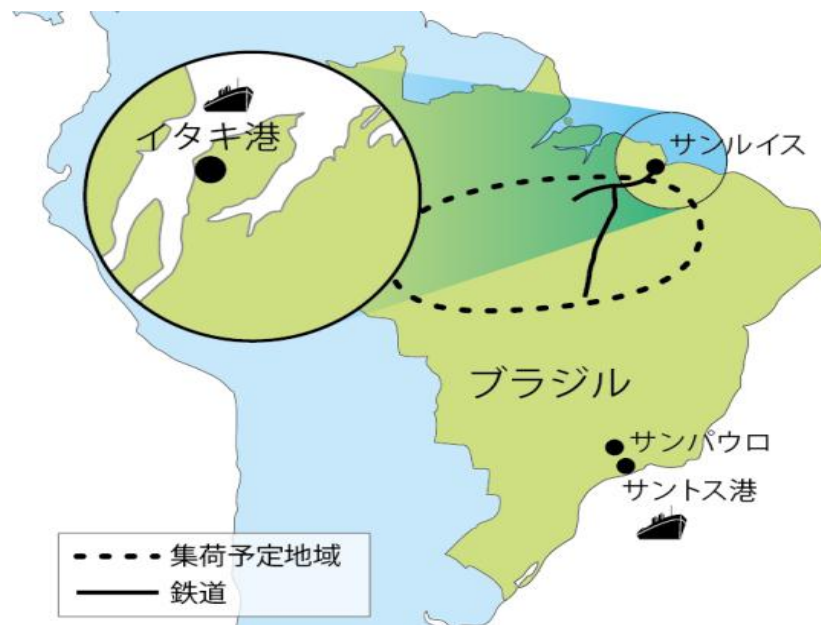 イタキ港
サンルイス
ブラジル
サンパウロ
サントス港
集荷予定地域
鉄道